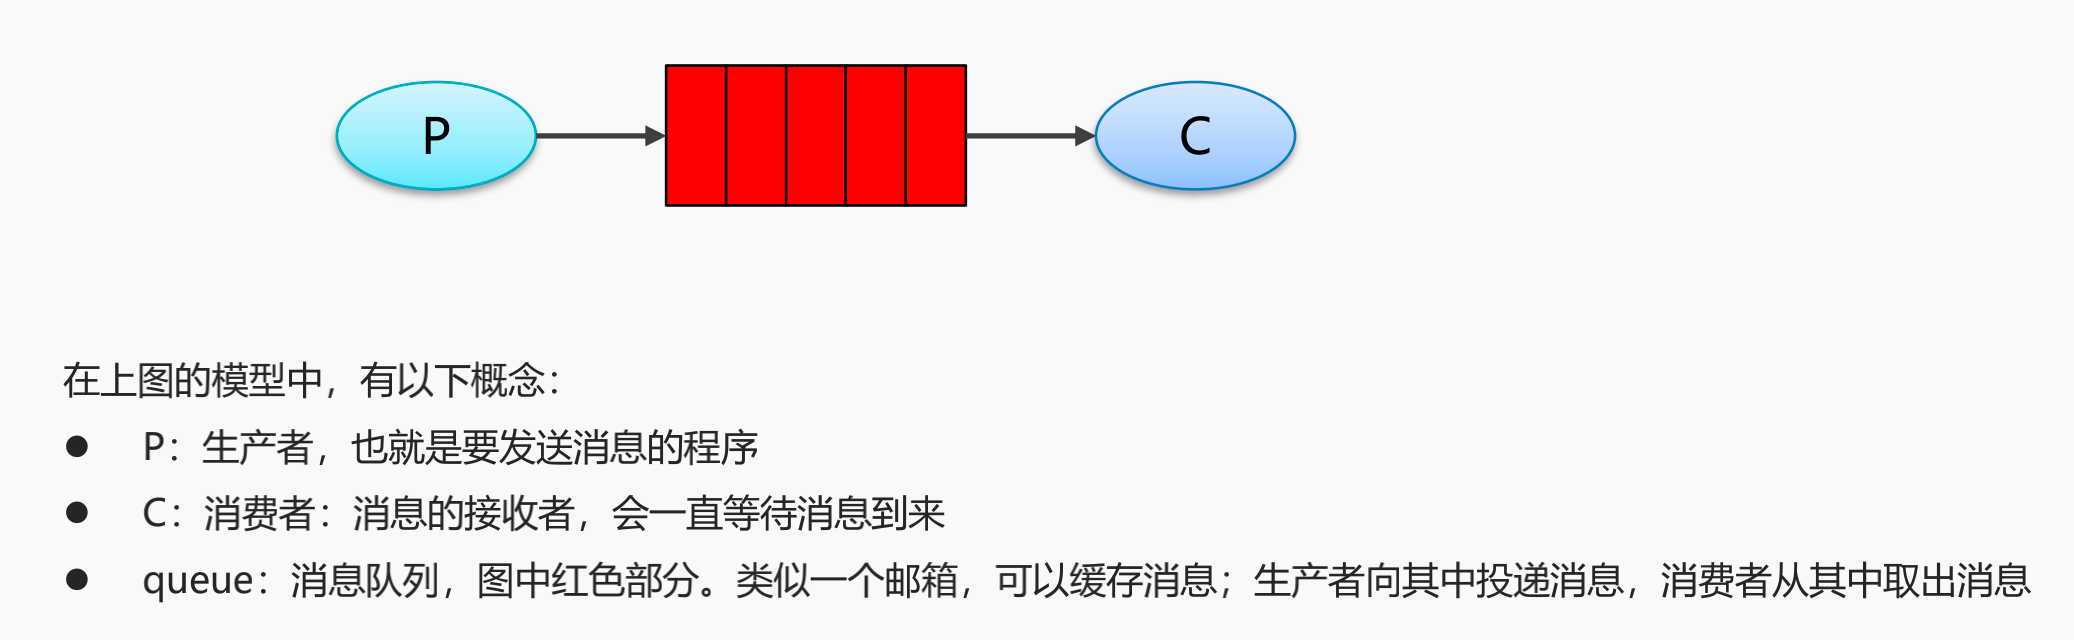 P
C
在上图的模型中，有以下概念：
● P：生产者，也就是要发送消息的程序
● C：消费者：消息的接收者，会一直等待消息到来
● queue：消息队列，图中红色部分。类似一个邮箱，可以缓存消息；生产者向其中投递消息，消费者从其中取出消息